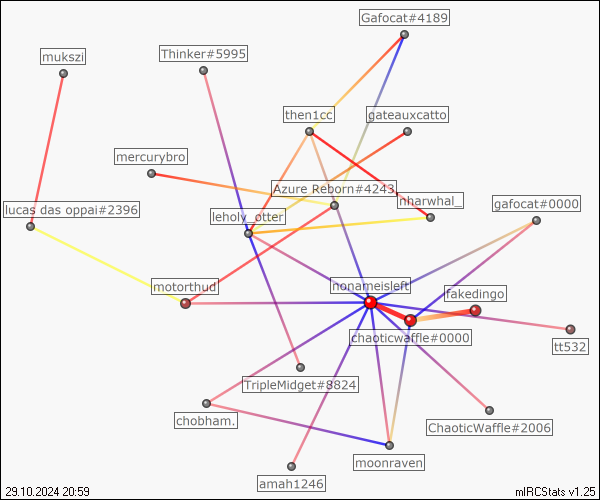 Gafocat#4189
mukszi
Thinker#5995
then1cc
gateauxcatto
mercurybro
Azure Reborn#4243
nharwhal_
gafocat#0000
lucas das oppai#2396
leholy_otter
motorthud
nonameisleft
fakedingo
chaoticwaffle#0000
tt532
TripleMidget#8824
chobham.
ChaoticWaffle#2006
moonraven
amah1246
29.10.2024 20:59
mIRCStats v1.25